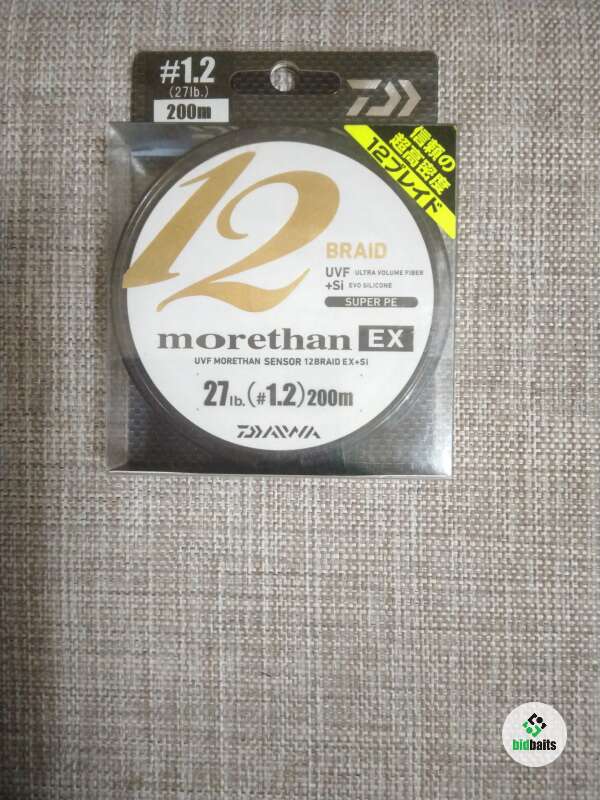 #1.2
(27lb.)
200m
信頼の
超高密度
12ブレイド
12
BRAID
UVF ULTRA VOLUME FIBER
+Si EVO SILICONE
SUPER PE
morethan EX
UVF MORETHAN SENSOR 12BRAID EX+Si
27lb.(#1.2)200m
DAIWA
bidbaits